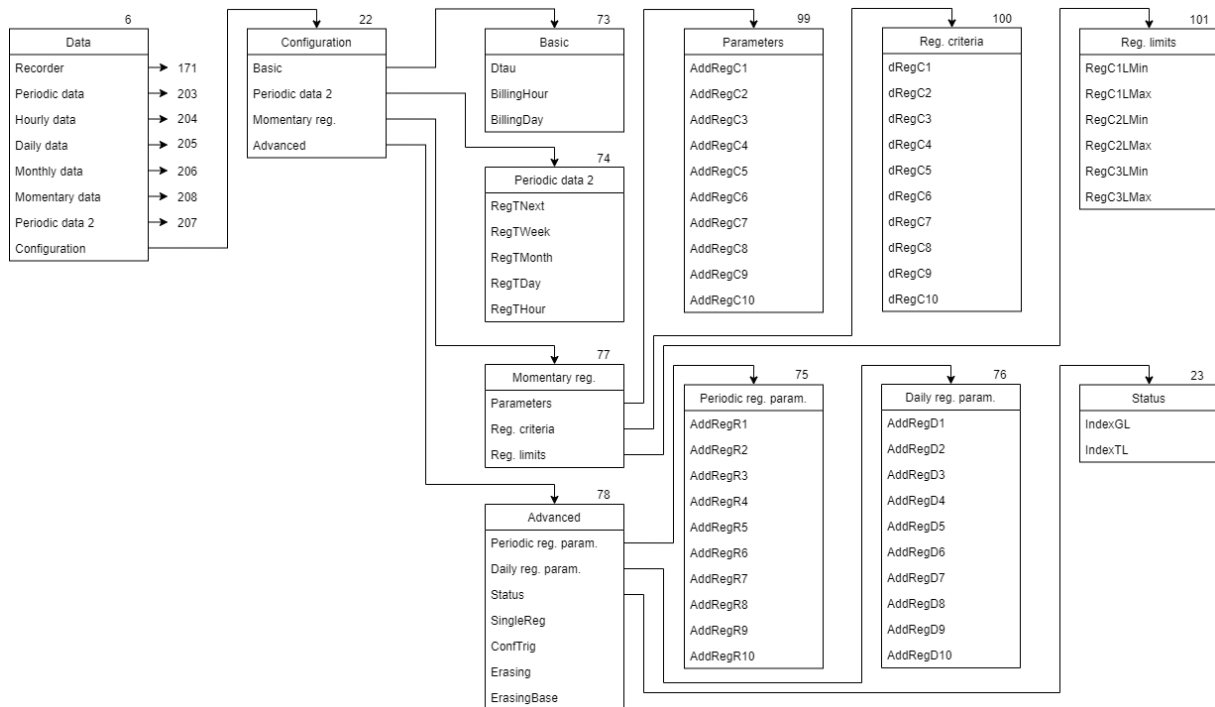 6
Data
Recorder
171
Periodic data
203
Hourly data
204
Daily data
205
Monthly data
206
Momentary data
208
Periodic data 2
207
Configuration
22
Configuration
Basic
Periodic data 2
Momentary reg.
Advanced
73
Basic
Dtau
BillingHour
BillingDay
74
Periodic data 2
RegTNext
RegTWeek
RegTMonth
RegTDay
RegTHour
77
Momentary reg.
Parameters
Reg. criteria
Reg. limits
78
Advanced
Periodic reg. param.
Daily reg. param.
Status
SingleReg
ConfTrig
Erasing
ErasingBase
99
Parameters
AddRegC1
AddRegC2
AddRegC3
AddRegC4
AddRegC5
AddRegC6
AddRegC7
AddRegC8
AddRegC9
AddRegC10
100
Reg. criteria
dRegC1
dRegC2
dRegC3
dRegC4
dRegC5
dRegC6
dRegC7
dRegC8
dRegC9
dRegC10
101
Reg. limits
RegC1LMin
RegC1LMax
RegC2LMin
RegC2LMax
RegC3LMin
RegC3LMax
75
Periodic reg. param.
AddRegR1
AddRegR2
AddRegR3
AddRegR4
AddRegR5
AddRegR6
AddRegR7
AddRegR8
AddRegR9
AddRegR10
76
Daily reg. param.
AddRegD1
AddRegD2
AddRegD3
AddRegD4
AddRegD5
AddRegD6
AddRegD7
AddRegD8
AddRegD9
AddRegD10
23
Status
IndexGL
IndexTL